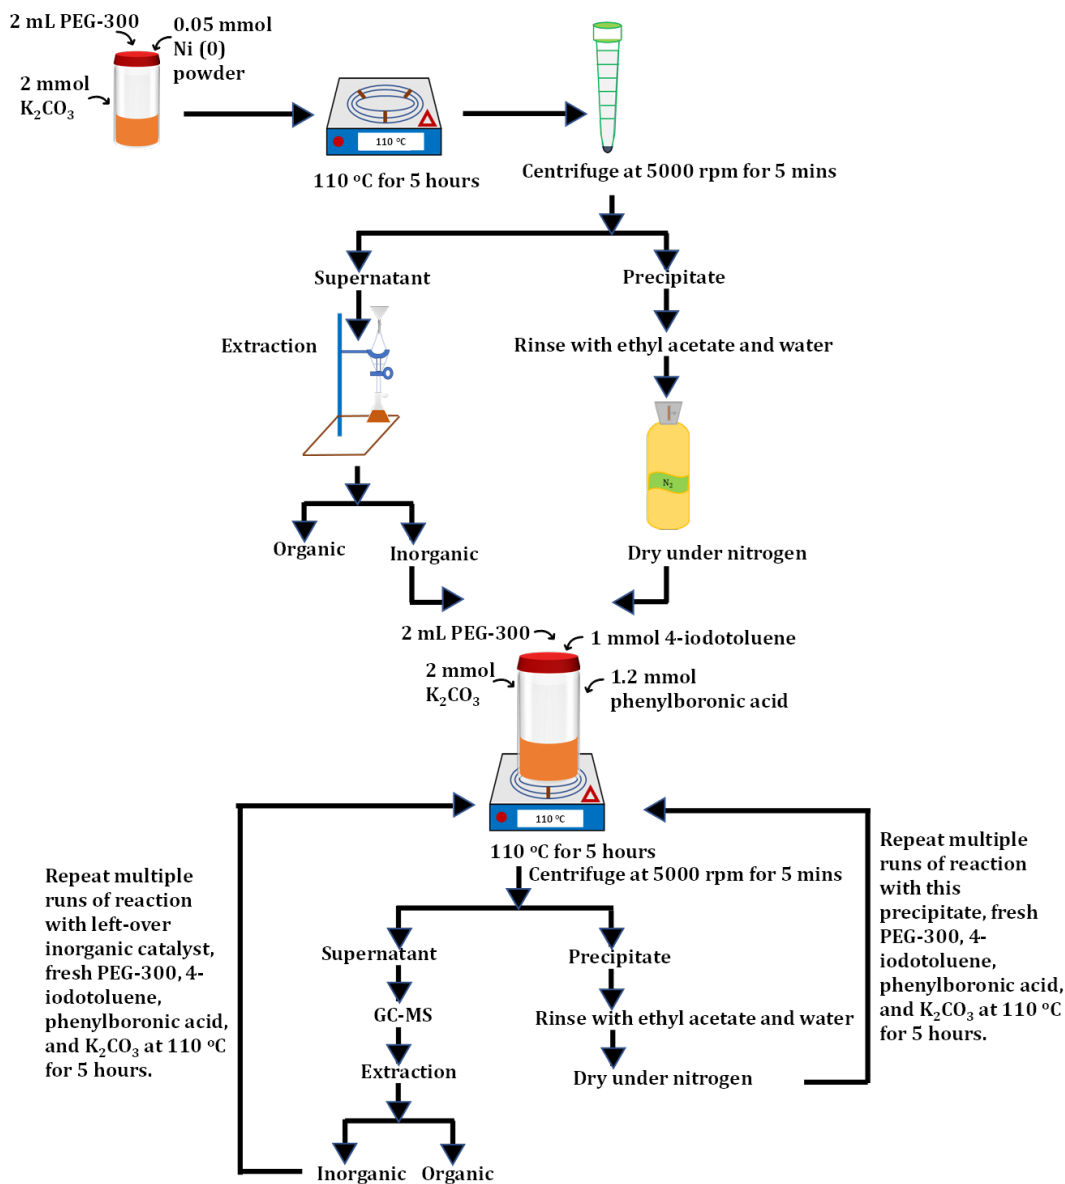 2 mL PEG-300
0.05 mmol
Ni (0)
powder
2 mmol
K₂CO₃
110 °C
110 °C for 5 hours
Centrifuge at 5000 rpm for 5 mins
Supernatant
Precipitate
Extraction
Rinse with ethyl acetate and water
N₂
Organic
Inorganic
Dry under nitrogen
2 mL PEG-300
1 mmol 4-iodotoluene
2 mmol
K₂CO₃
1.2 mmol
phenylboronic acid
110 °C
110 °C for 5 hours
Centrifuge at 5000 rpm for 5 mins
Repeat multiple
runs of reaction
with left-over
inorganic catalyst,
fresh PEG-300, 4-
iodotoluene,
phenylboronic acid,
and K₂CO₃ at 110 °C
for 5 hours.
Repeat multiple
runs of reaction
with this
precipitate, fresh
PEG-300, 4-
iodotoluene,
phenylboronic acid,
and K₂CO₃ at 110 °C
for 5 hours.
Supernatant
Precipitate
GC-MS
Rinse with ethyl acetate and water
Extraction
Dry under nitrogen
Inorganic
Organic